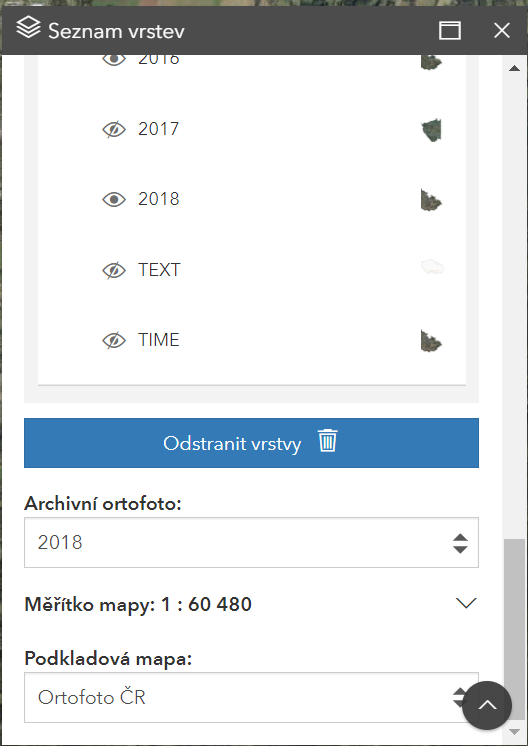 Seznam vrstev
2016
2017
2018
TEXT
TIME
Odstranit vrstvy
Archivní ortofoto:
2018
Měřítko mapy: 1 : 60 480
Podkladová mapa:
Ortofoto ČR